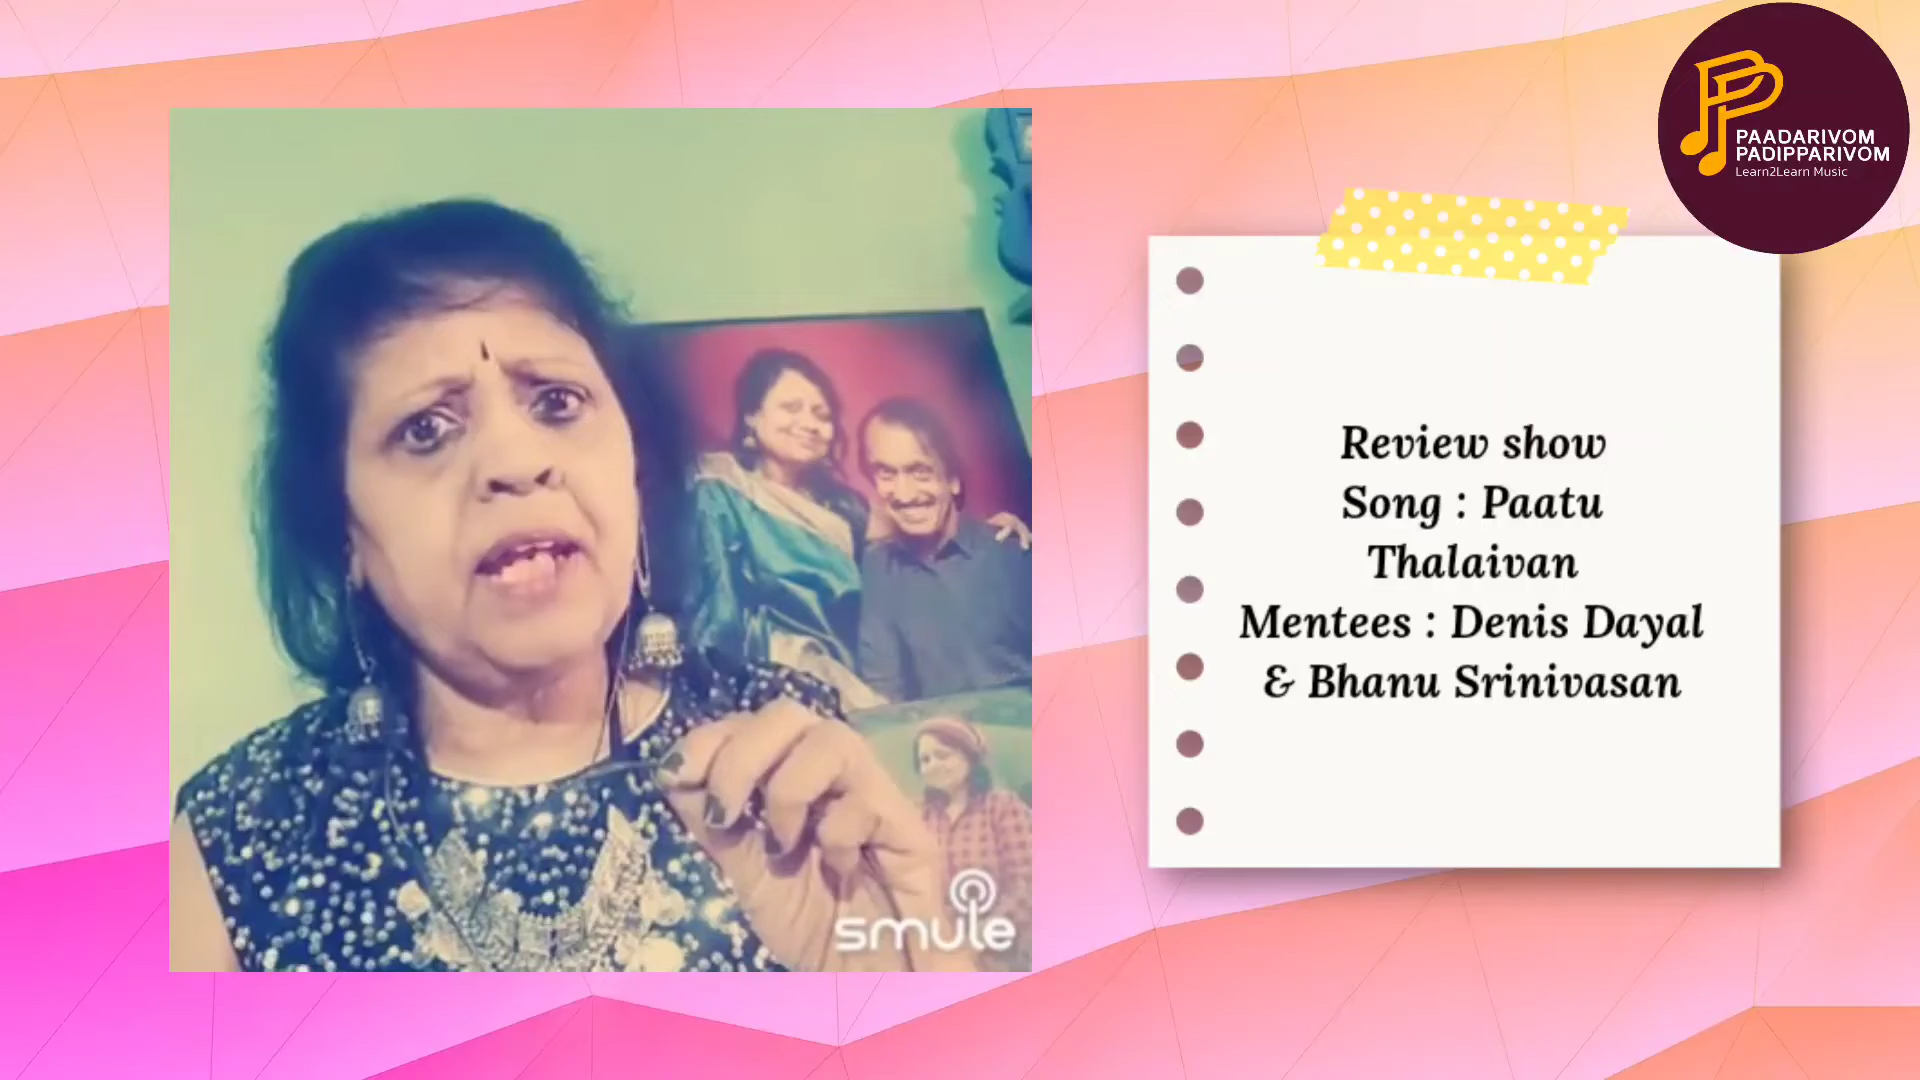 PAADARIVOM
PADIPPARIVOM
Learn2Learn Music
Review show
Song : Paatu
Thalaivan
Mentees : Denis Dayal
& Bhanu Srinivasan
smule